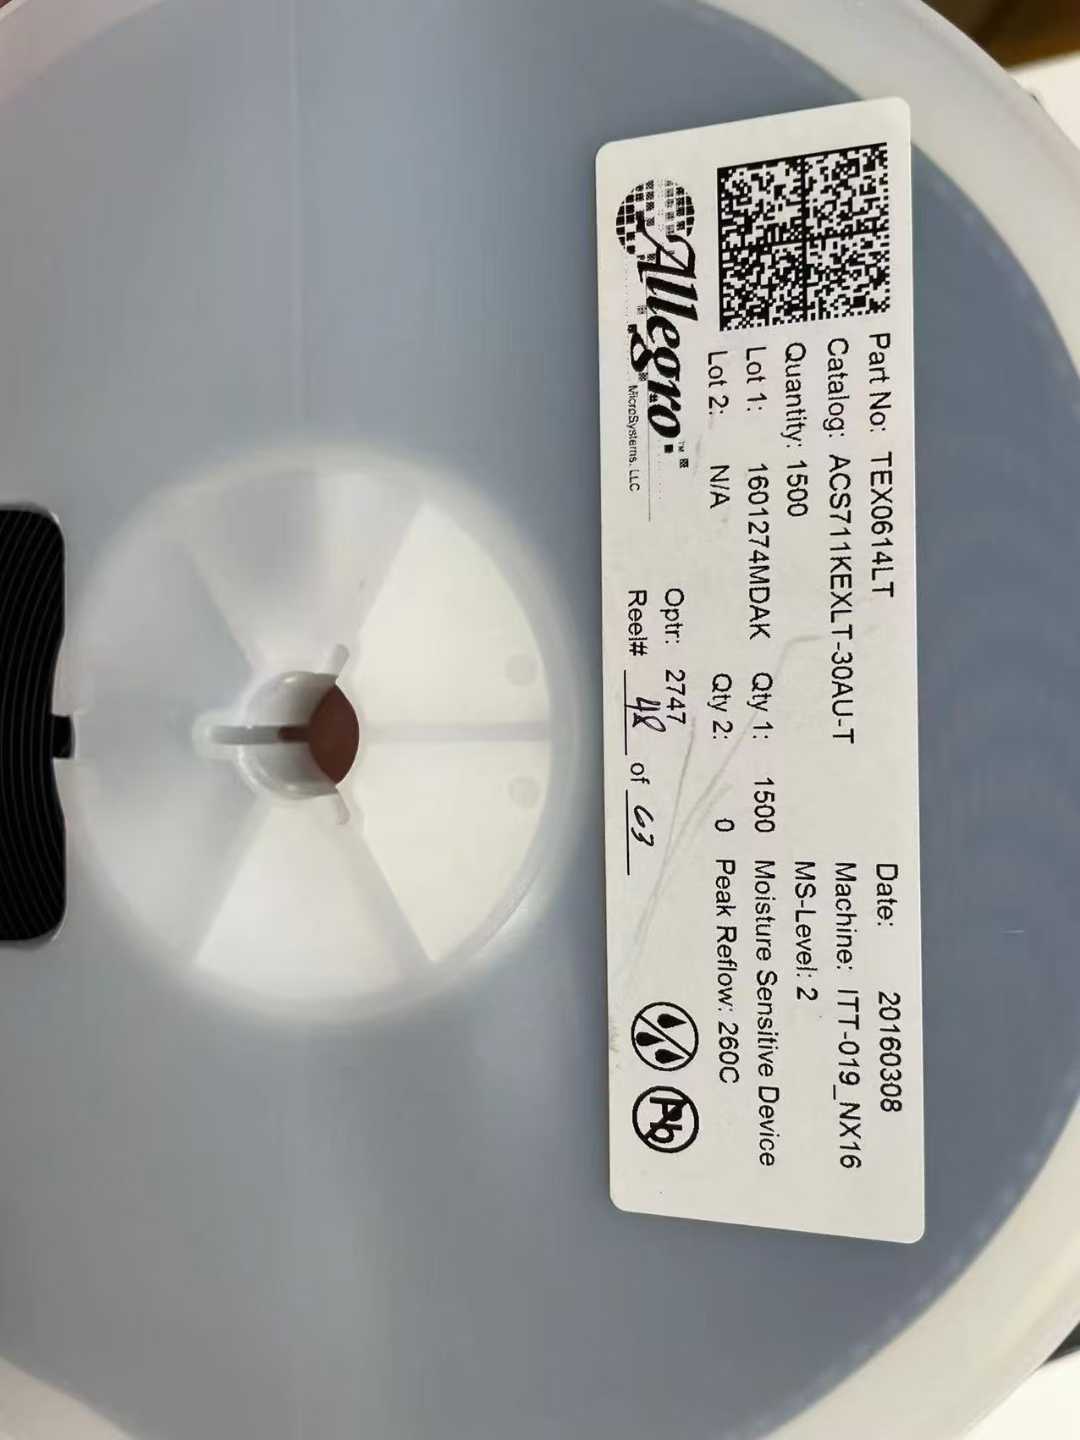 Part No: TEX0614LT
Date: 20160308
Catalog: ACS711KEXLT-30AU-T
Machine: ITT-019_NX16
Quantity: 1500
MS-Level: 2
Lot 1: 1601274MDAK Qty 1: 1500 Moisture Sensitive Device
Lot 2: N/A Qty 2: 0 Peak Reflow: 260C
Allegro™
MicroSystems, LLC
Optr: 2747
Reel# 48 of 63
Pb